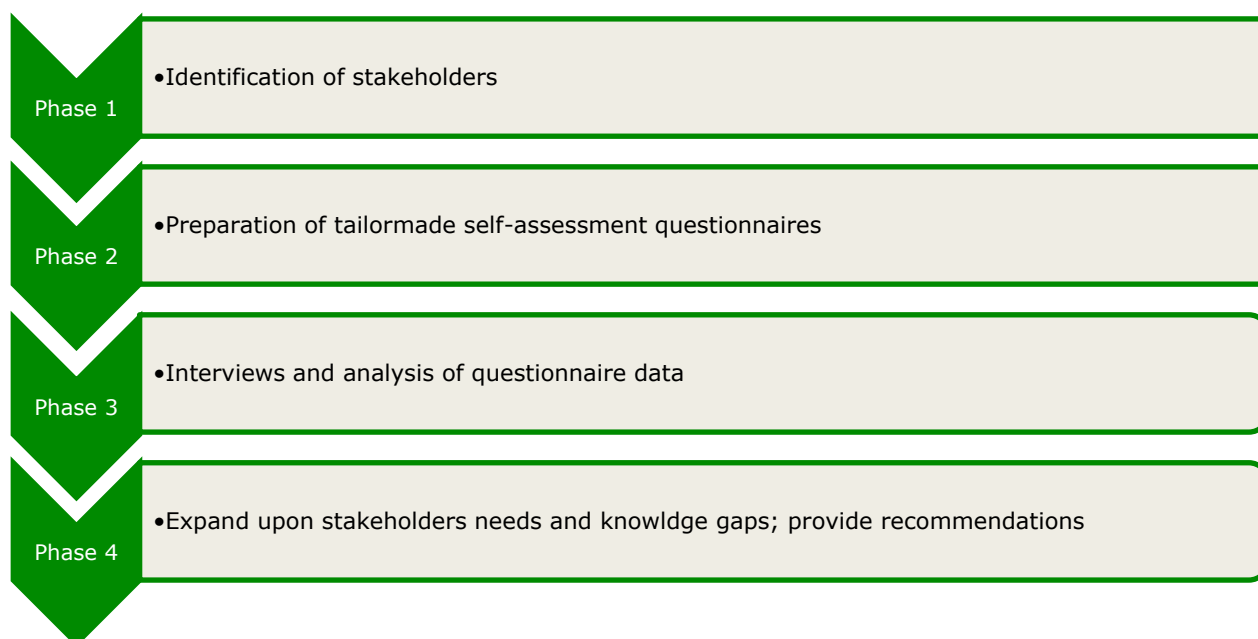 Phase 1
•Identification of stakeholders
Phase 2
•Preparation of tailormade self-assessment questionnaires
Phase 3
•Interviews and analysis of questionnaire data
Phase 4
•Expand upon stakeholders needs and knowldge gaps; provide recommendations